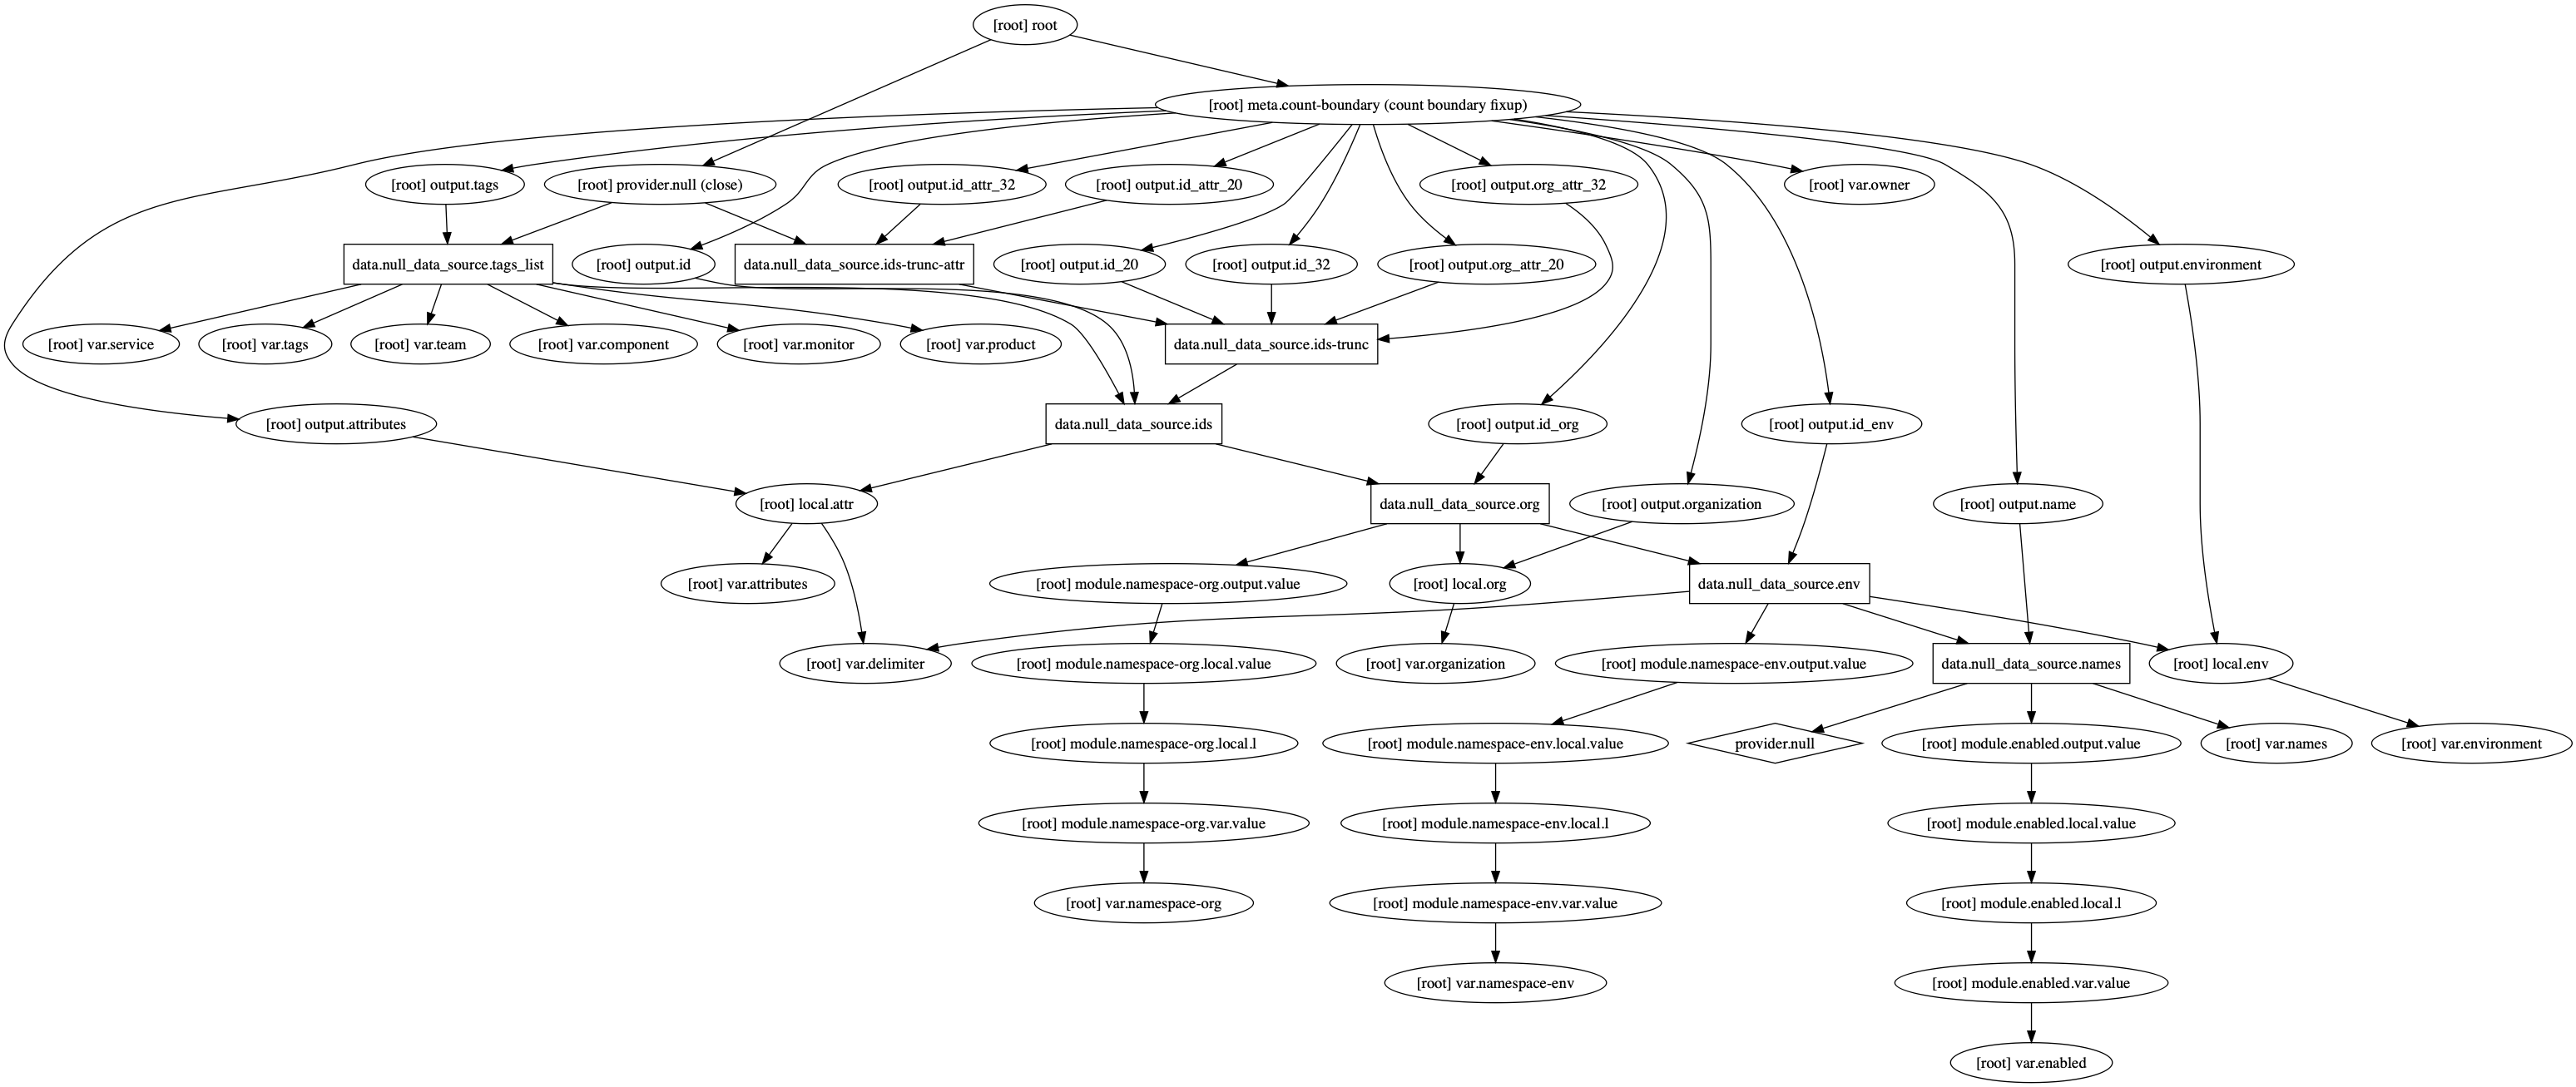 [root] root
[root] meta.count-boundary (count boundary fixup)
[root] output.tags
[root] provider.null (close)
[root] output.id_attr_32
[root] output.id_attr_20
[root] output.org_attr_32
[root] var.owner
data.null_data_source.tags_list
[root] output.id
data.null_data_source.ids-trunc-attr
[root] output.id_20
[root] output.id_32
[root] output.org_attr_20
[root] output.environment
[root] var.service
[root] var.tags
[root] var.team
[root] var.component
[root] var.monitor
[root] var.product
data.null_data_source.ids-trunc
[root] output.attributes
data.null_data_source.ids
[root] output.id_org
[root] output.id_env
[root] local.attr
data.null_data_source.org
[root] output.organization
[root] output.name
[root] var.attributes
[root] module.namespace-org.output.value
[root] local.org
data.null_data_source.env
[root] var.delimiter
[root] module.namespace-org.local.value
[root] var.organization
[root] module.namespace-env.output.value
data.null_data_source.names
[root] local.env
[root] module.namespace-org.local.l
[root] module.namespace-env.local.value
provider.null
[root] module.enabled.output.value
[root] var.names
[root] var.environment
[root] module.namespace-org.var.value
[root] module.namespace-env.local.l
[root] module.enabled.local.value
[root] var.namespace-org
[root] module.namespace-env.var.value
[root] module.enabled.local.l
[root] var.namespace-env
[root] module.enabled.var.value
[root] var.enabled